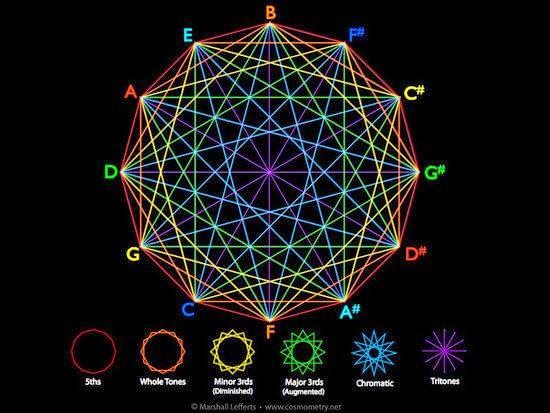 B
E F#
A C#
D G#
G D#
C A#
F
5ths Whole Tones Minor 3rds Major 3rds Chromatic Tritones
(Diminished) (Augmented)
© Marshall Lefferts • www.cosmometry.net